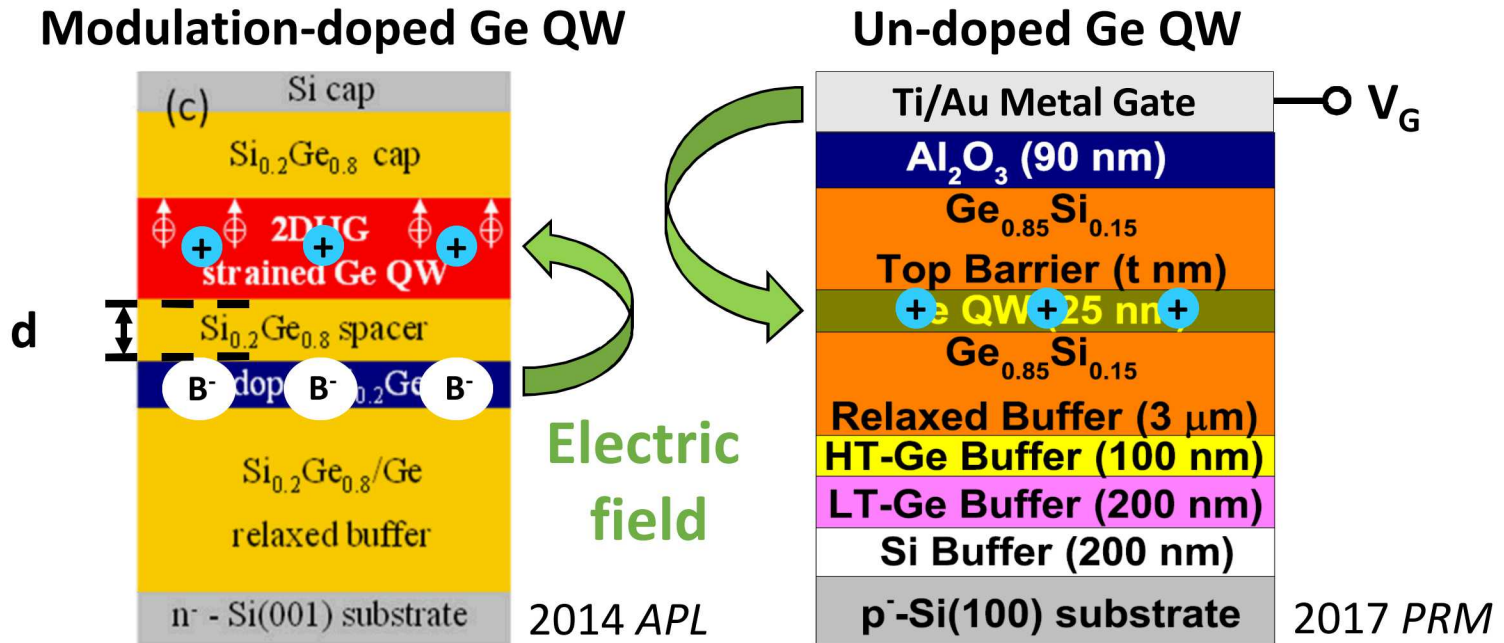 Modulation-doped Ge QW
(c)
Si cap
Si₀.₂Ge₀.₈ cap
+ + +
2DHG
strained Ge QW
d
Si₀.₂Ge₀.₈ spacer
B⁻ B⁻ B⁻
Si₀.₂Ge₀.₈/Ge
relaxed buffer
n⁻ - Si(001) substrate
2014 APL
Electric
field
Un-doped Ge QW
Ti/Au Metal Gate
V_G
Al₂O₃ (90 nm)
Ge₀.₈₅Si₀.₁₅
Top Barrier (t nm)
+ + +
QW (25
Ge₀.₈₅Si₀.₁₅
Relaxed Buffer (3 μm)
HT-Ge Buffer (100 nm)
LT-Ge Buffer (200 nm)
Si Buffer (200 nm)
p⁻-Si(100) substrate
2017 PRM